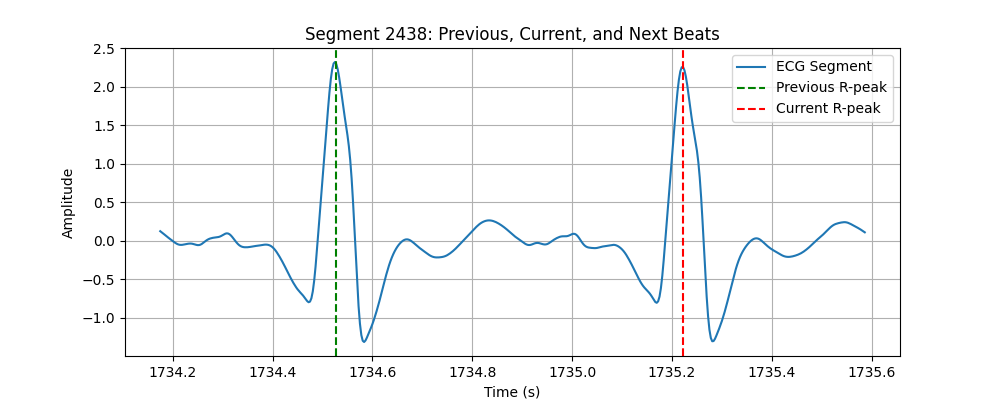 Segment 2438: Previous, Current, and Next Beats
2.5
2.0
1.5
1.0
0.5
0.0
−0.5
−1.0
Amplitude
ECG Segment
Previous R-peak
Current R-peak
1734.2 1734.4 1734.6 1734.8 1735.0 1735.2 1735.4 1735.6
Time (s)